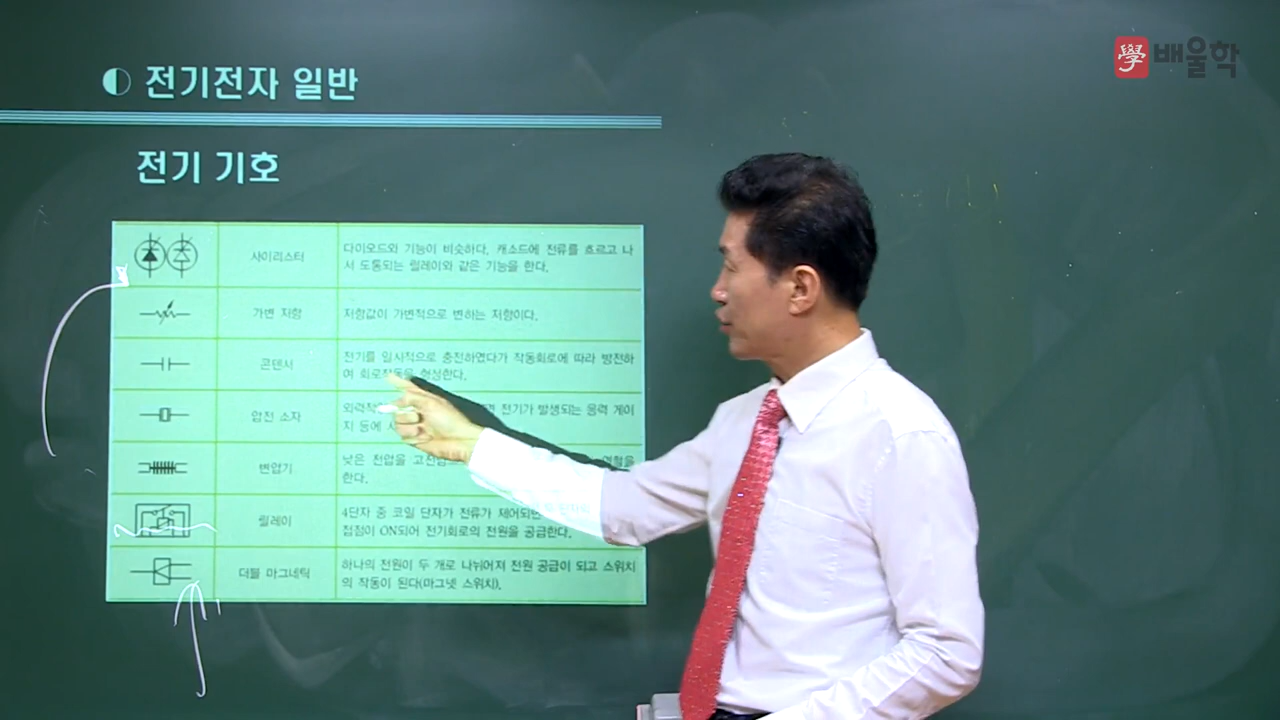 學 배울학
전기전자 일반
전기 기호
사이리스터
다이오드와 기능이 비슷하다. 캐소드에 전류를 흐르고 나
서 도통되는 릴레이와 같은 기능을 한다.
가변 저항
저항값이 가변적으로 변하는 저항이다.
콘덴서
전기를 일시적으로 충전하였다가 작동회로에 따라 방전하
여 회로작동을 형성한다.
압전 소자
외력 전기가 발생되는 응력 게이
지 등에
변압기
낮은 전압을 역할을
한다.
릴레이
4단자 중 코일 단자가 전류가
접점이 ON되어 전기회로의 전원을 공급한다.
더블 마그네틱
하나의 전원이 두 개로 나뉘어져 전원 공급이 되고 스위치
의 작동이 된다(마그넷 스위치).